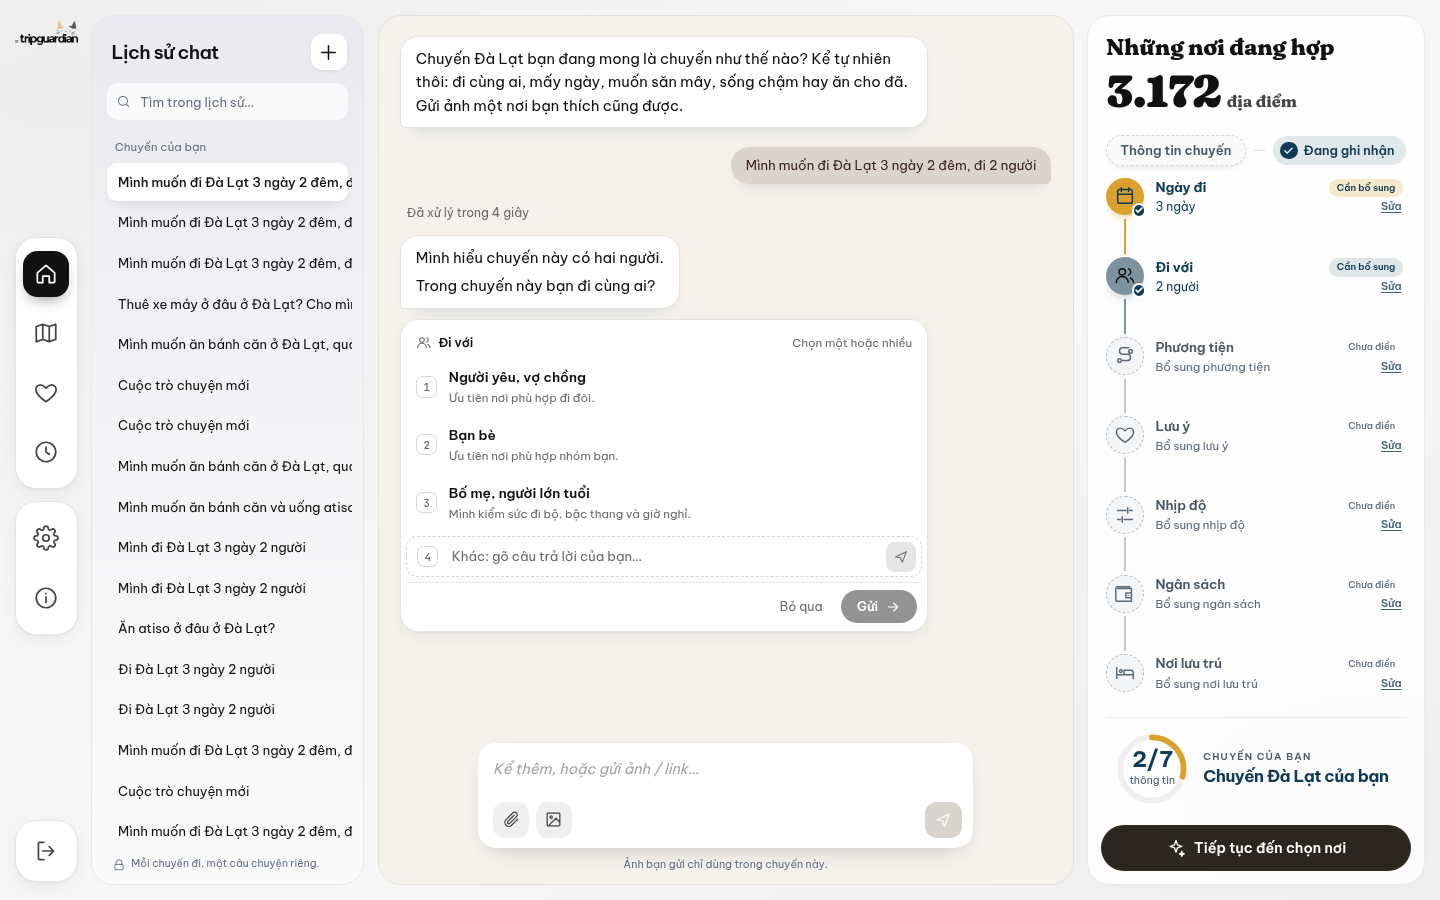 tripguardian
Lịch sử chat
Tìm trong lịch sử...
Chuyến của bạn
Mình muốn đi Đà Lạt 3 ngày 2 đêm, đ
Mình muốn đi Đà Lạt 3 ngày 2 đêm, đ
Mình muốn đi Đà Lạt 3 ngày 2 đêm, đ
Thuê xe máy ở đâu ở Đà Lạt? Cho mìn
Mình muốn ăn bánh căn ở Đà Lạt, quá
Cuộc trò chuyện mới
Cuộc trò chuyện mới
Mình muốn ăn bánh căn ở Đà Lạt, quá
Mình muốn ăn bánh căn và uống atiso
Mình đi Đà Lạt 3 ngày 2 người
Mình đi Đà Lạt 3 ngày 2 người
Ăn atiso ở đâu ở Đà Lạt?
Đi Đà Lạt 3 ngày 2 người
Đi Đà Lạt 3 ngày 2 người
Mình muốn đi Đà Lạt 3 ngày 2 đêm, đ
Cuộc trò chuyện mới
Mình muốn đi Đà Lạt 3 ngày 2 đêm, đ
Mỗi chuyến đi, một câu chuyện riêng.
Chuyến Đà Lạt bạn đang mong là chuyến như thế nào? Kể tự nhiên
thôi: đi cùng ai, mấy ngày, muốn săn mây, sống chậm hay ăn cho đã.
Gửi ảnh một nơi bạn thích cũng được.
Mình muốn đi Đà Lạt 3 ngày 2 đêm, đi 2 người
Đã xử lý trong 4 giây
Mình hiểu chuyến này có hai người.
Trong chuyến này bạn đi cùng ai?
Đi với
Chọn một hoặc nhiều
1
Người yêu, vợ chồng
Ưu tiên nơi phù hợp đi đôi.
2
Bạn bè
Ưu tiên nơi phù hợp nhóm bạn.
3
Bố mẹ, người lớn tuổi
Mình kiểm sức đi bộ, bậc thang và giờ nghỉ.
4
Khác: gõ câu trả lời của bạn...
Bỏ qua
Gửi
Kể thêm, hoặc gửi ảnh / link...
Ảnh bạn gửi chỉ dùng trong chuyến này.
Những nơi đang hợp
3.172 địa điểm
Thông tin chuyến
Đang ghi nhận
Ngày đi
Cần bổ sung
3 ngày
Sửa
Đi với
Cần bổ sung
2 người
Sửa
Phương tiện
Chưa điền
Bổ sung phương tiện
Sửa
Lưu ý
Chưa điền
Bổ sung lưu ý
Sửa
Nhịp độ
Chưa điền
Bổ sung nhịp độ
Sửa
Ngân sách
Chưa điền
Bổ sung ngân sách
Sửa
Nơi lưu trú
Chưa điền
Bổ sung nơi lưu trú
Sửa
2/7
thông tin
CHUYẾN CỦA BẠN
Chuyến Đà Lạt của bạn
Tiếp tục đến chọn nơi